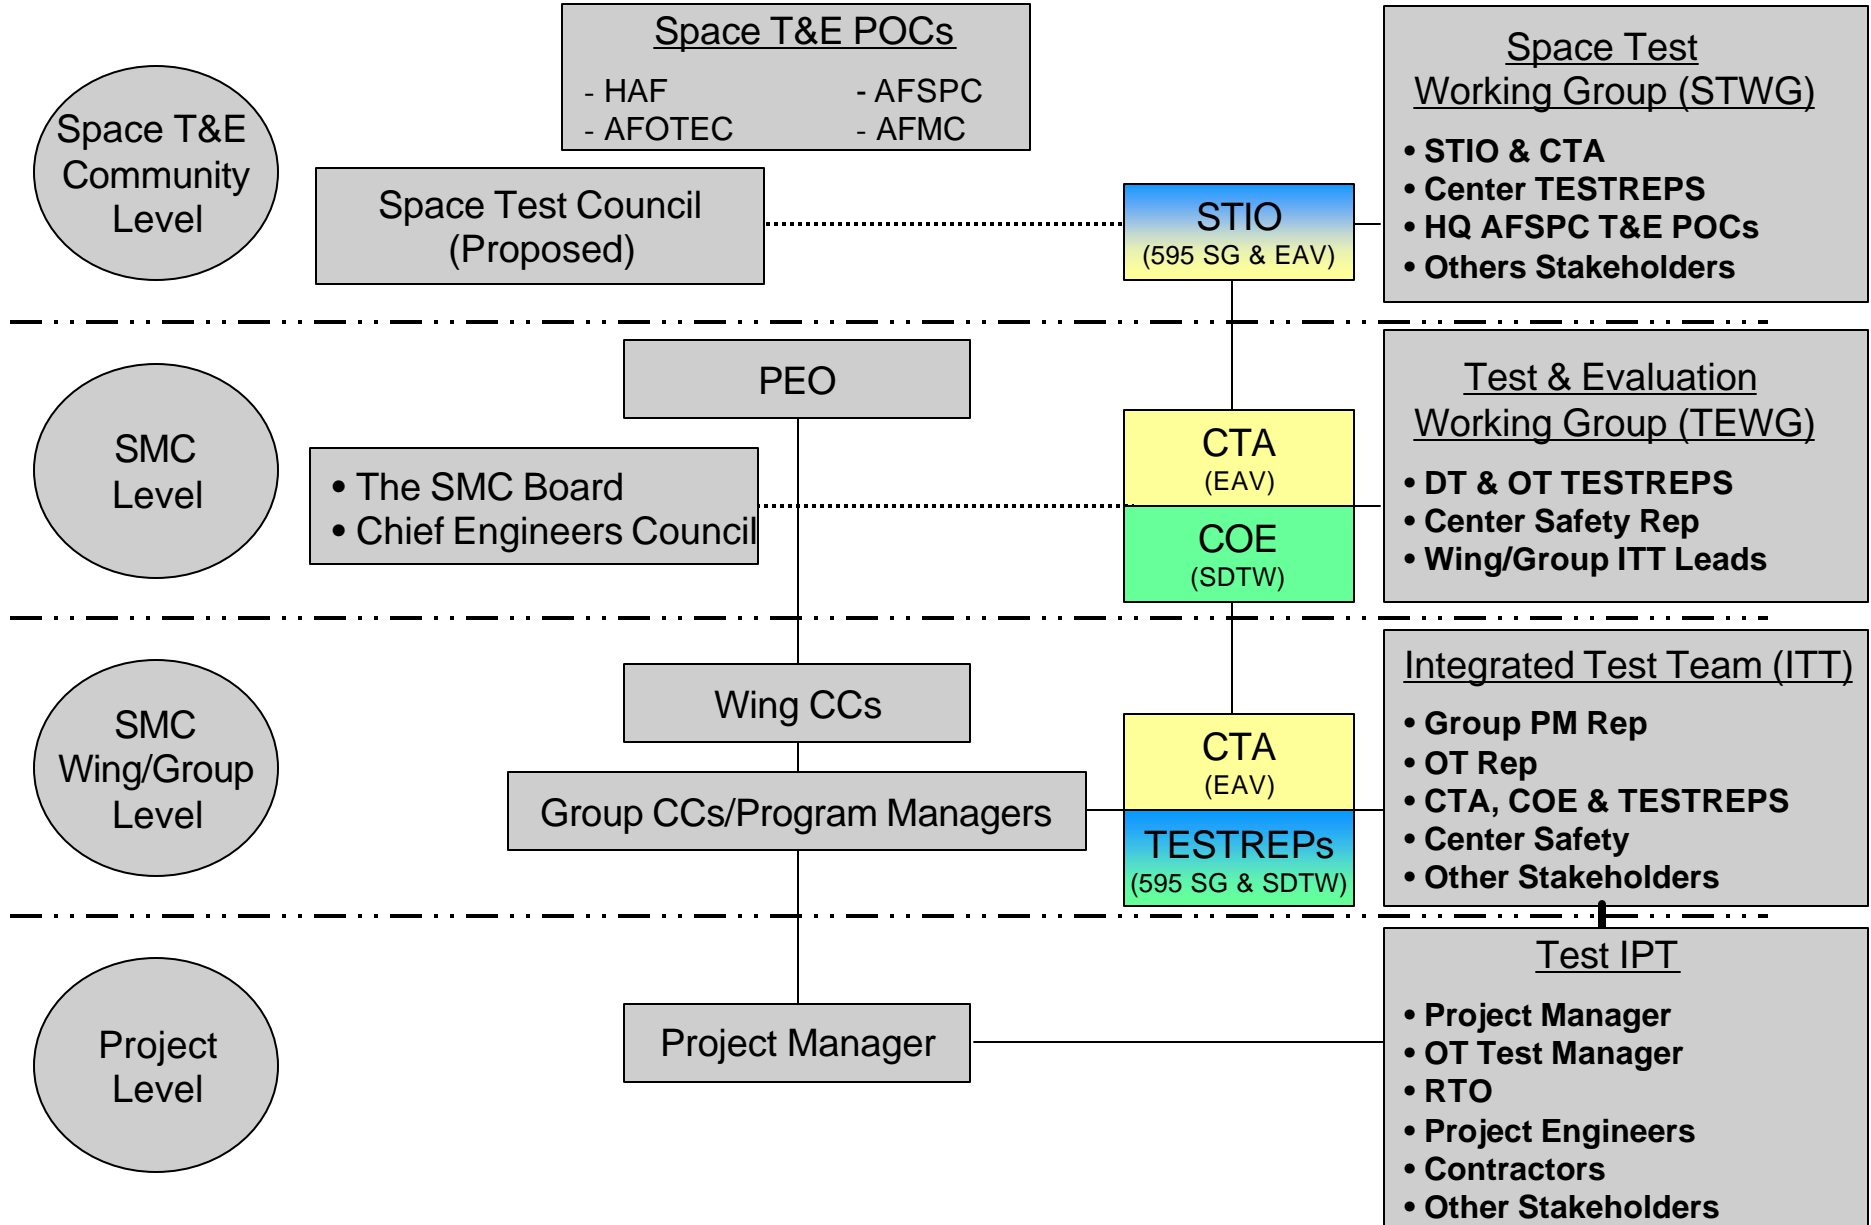 Space T&E POCs
- HAF
- AFSPC
- AFOTEC
- AFMC
Space T&E
Community
Level
Space Test Council
(Proposed)
STIO
(595 SG & EAV)
Space Test
Working Group (STWG)
• STIO & CTA
• Center TESTREPS
• HQ AFSPC T&E POCs
• Others Stakeholders
SMC
Level
PEO
• The SMC Board
• Chief Engineers Council
CTA
(EAV)
COE
(SDTW)
Test & Evaluation
Working Group (TEWG)
• DT & OT TESTREPS
• Center Safety Rep
• Wing/Group ITT Leads
SMC
Wing/Group
Level
Wing CCs
Group CCs/Program Managers
CTA
(EAV)
TESTREPs
(595 SG & SDTW)
Integrated Test Team (ITT)
• Group PM Rep
• OT Rep
• CTA, COE & TESTREPS
• Center Safety
• Other Stakeholders
Project
Level
Project Manager
Test IPT
• Project Manager
• OT Test Manager
• RTO
• Project Engineers
• Contractors
• Other Stakeholders